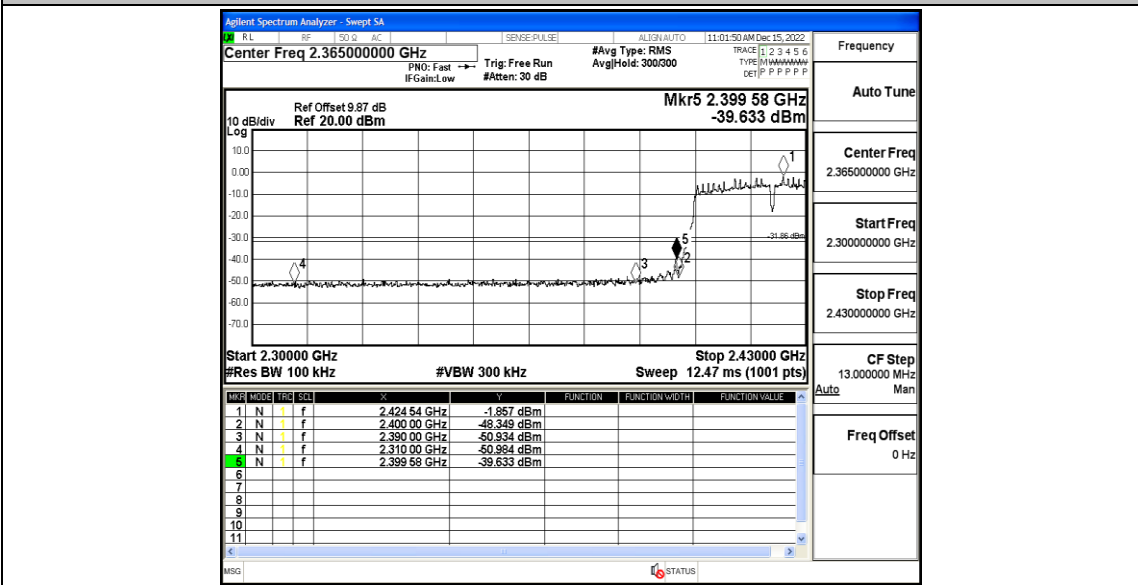 Agilent Spectrum Analyzer - Swept SA
RL RF 50 Ω AC SENSE:PULSE ALIGN AUTO 11:01:50 AM Dec 15, 2022
Center Freq 2.365000000 GHz
PNO: Fast
IFGain:Low
Trig: Free Run
#Atten: 30 dB
#Avg Type: RMS
Avg|Hold: 300/300
TRACE 1 2 3 4 5 6
TYPE M
DET P P P P P P
Frequency
Auto Tune
Center Freq
2.365000000 GHz
Start Freq
2.300000000 GHz
Stop Freq
2.430000000 GHz
CF Step
13.000000 MHz
Auto Man
Freq Offset
0 Hz
Mkr5 2.399 58 GHz
-39.633 dBm
Ref Offset 9.87 dB
10 dB/div Ref 20.00 dBm
Log
10.0
0.00
-10.0
-20.0
-30.0
-40.0
-50.0
-60.0
-70.0
1
5
-31.86 dBm
2
3
4
Start 2.30000 GHz Stop 2.43000 GHz
#Res BW 100 kHz #VBW 300 kHz Sweep 12.47 ms (1001 pts)
MKR MODE TRC SCL X Y FUNCTION FUNCTION WIDTH FUNCTION VALUE
1 N 1 f 2.424 54 GHz -1.857 dBm
2 N 1 f 2.400 00 GHz -48.349 dBm
3 N 1 f 2.390 00 GHz -50.934 dBm
4 N 1 f 2.310 00 GHz -50.984 dBm
5 N 1 f 2.399 58 GHz -39.633 dBm
6
7
8
9
10
11
MSG STATUS